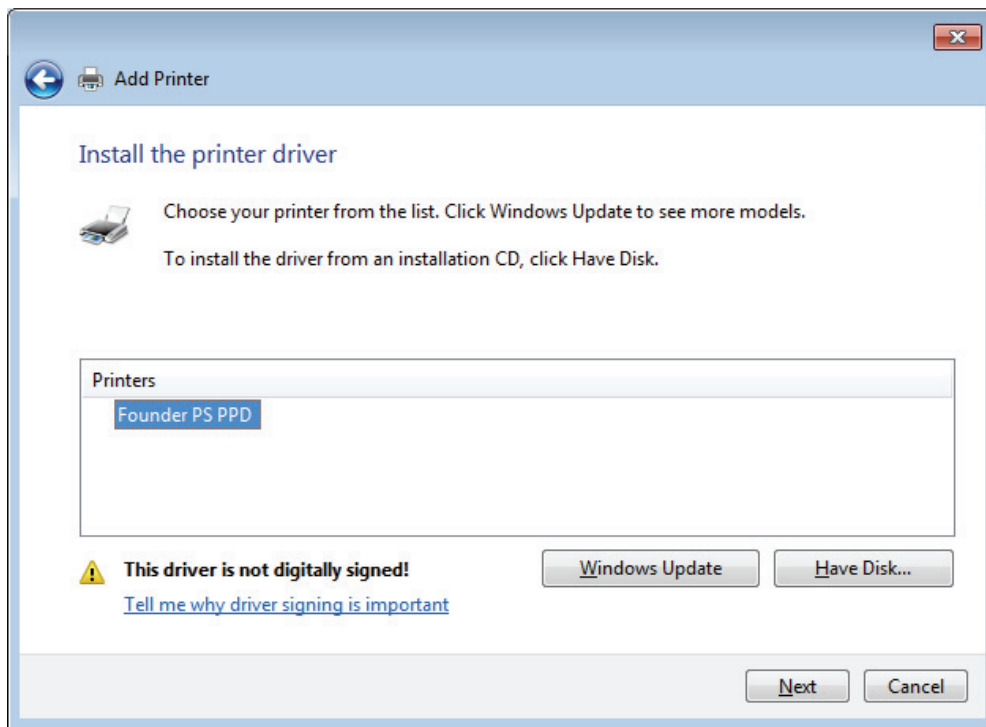 Add Printer
Install the printer driver
Choose your printer from the list. Click Windows Update to see more models.
To install the driver from an installation CD, click Have Disk.
Printers
Founder PS PPD
This driver is not digitally signed!
Windows Update
Have Disk...
Tell me why driver signing is important
Next
Cancel